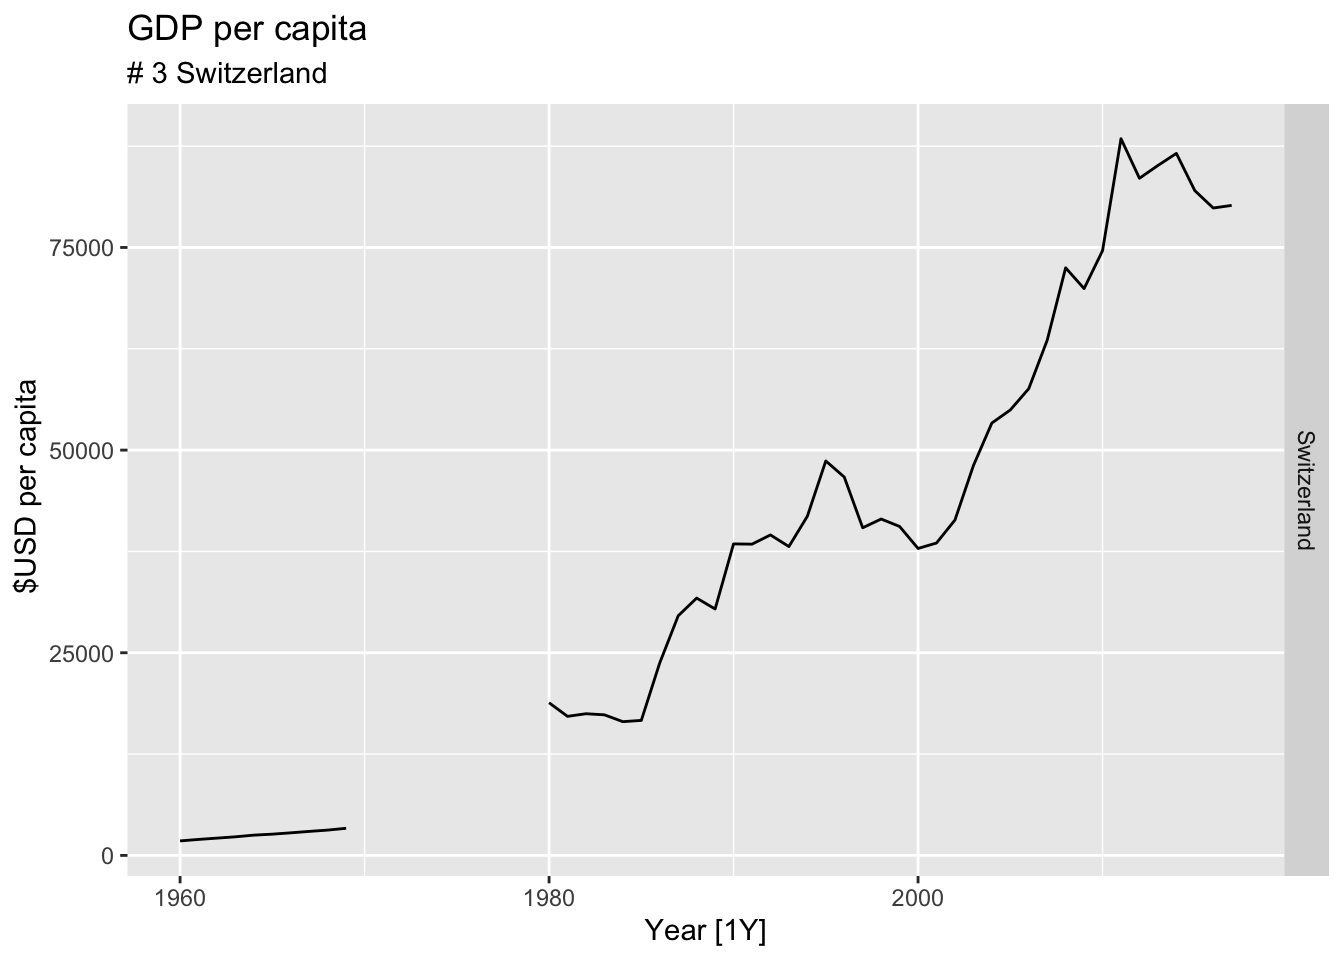 GDP per capita
# 3 Switzerland
$USD per capita
75000
50000
25000
0
Switzerland
1960 1980 2000
Year [1Y]